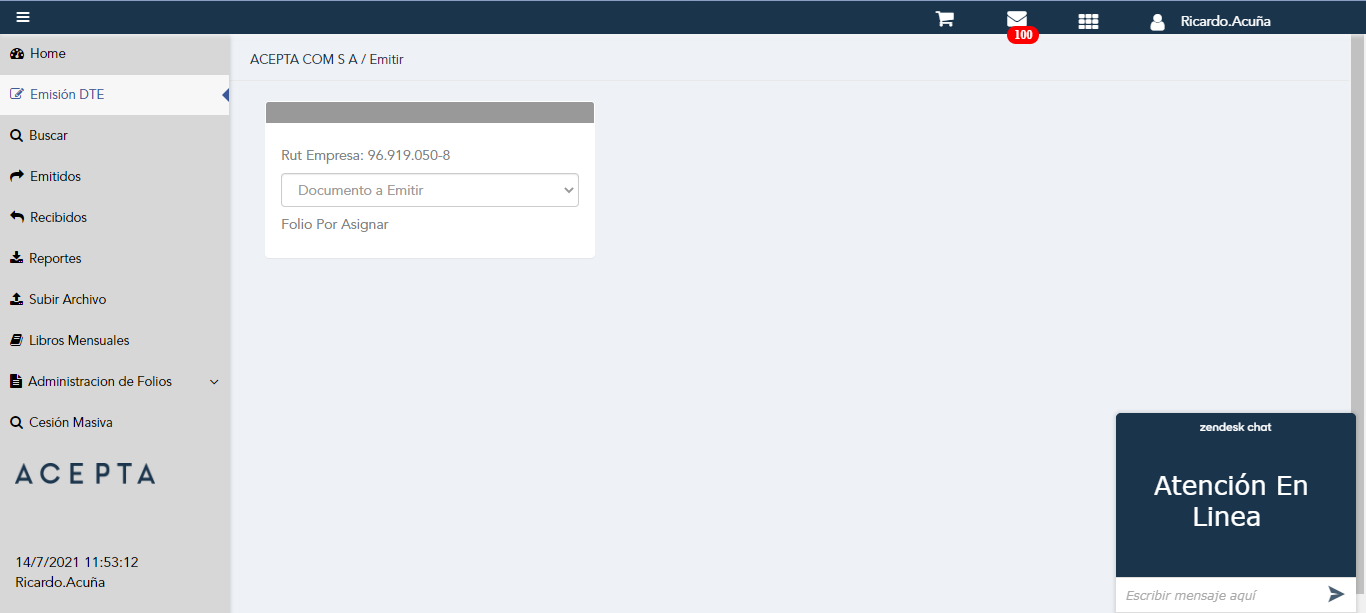 100
Ricardo.Acuña
Home
Emisión DTE
Buscar
Emitidos
Recibidos
Reportes
Subir Archivo
Libros Mensuales
Administracion de Folios
Cesión Masiva
ACEPTA
14/7/2021 11:53:12
Ricardo.Acuña
ACEPTA COM S A / Emitir
Rut Empresa: 96.919.050-8
Documento a Emitir
Folio Por Asignar
zendesk chat
Atención En
Linea
Escribir mensaje aquí